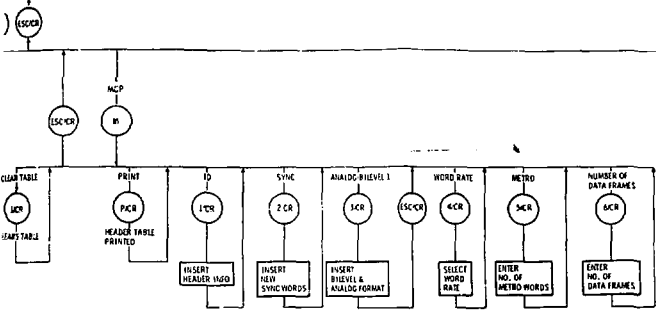 ESC/CR
MCP
ESC/CR
M
CLEAR TABLE
PRINT
ID
SYNC
ANALOG-BILEVEL
WORD RATE
METRO
NUMBER OF
DATA FRAMES
P/CR
1/CR
2/CR
3/CR
ESC/CR
4/CR
5/CR
6/CR
TABLE
HEADER TABLE
PRINTED
INSERT
HEADER INFO
INSERT
NEW
SYNC WORDS
INSERT
BILEVEL &
ANALOG FORMAT
SELECT
WORD
RATE
ENTER
NO. OF
METRO WORDS
ENTER
NO. OF
DATA FRAMES